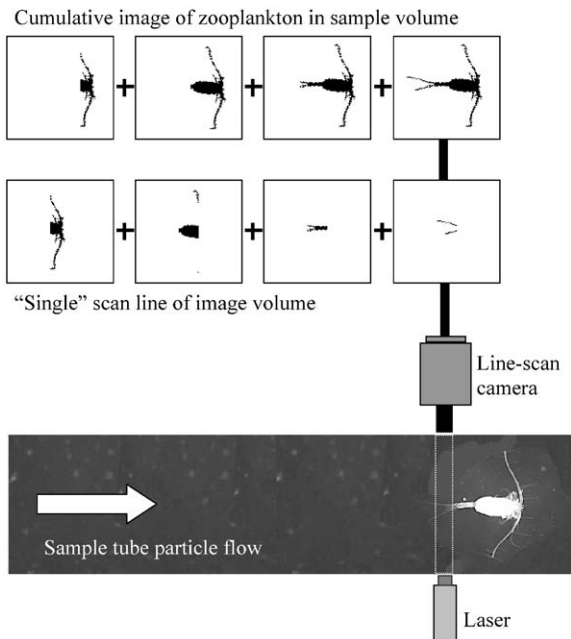 Cumulative image of zooplankton in sample volume
“Single” scan line of image volume
Line-scan
camera
Sample tube particle flow
Laser